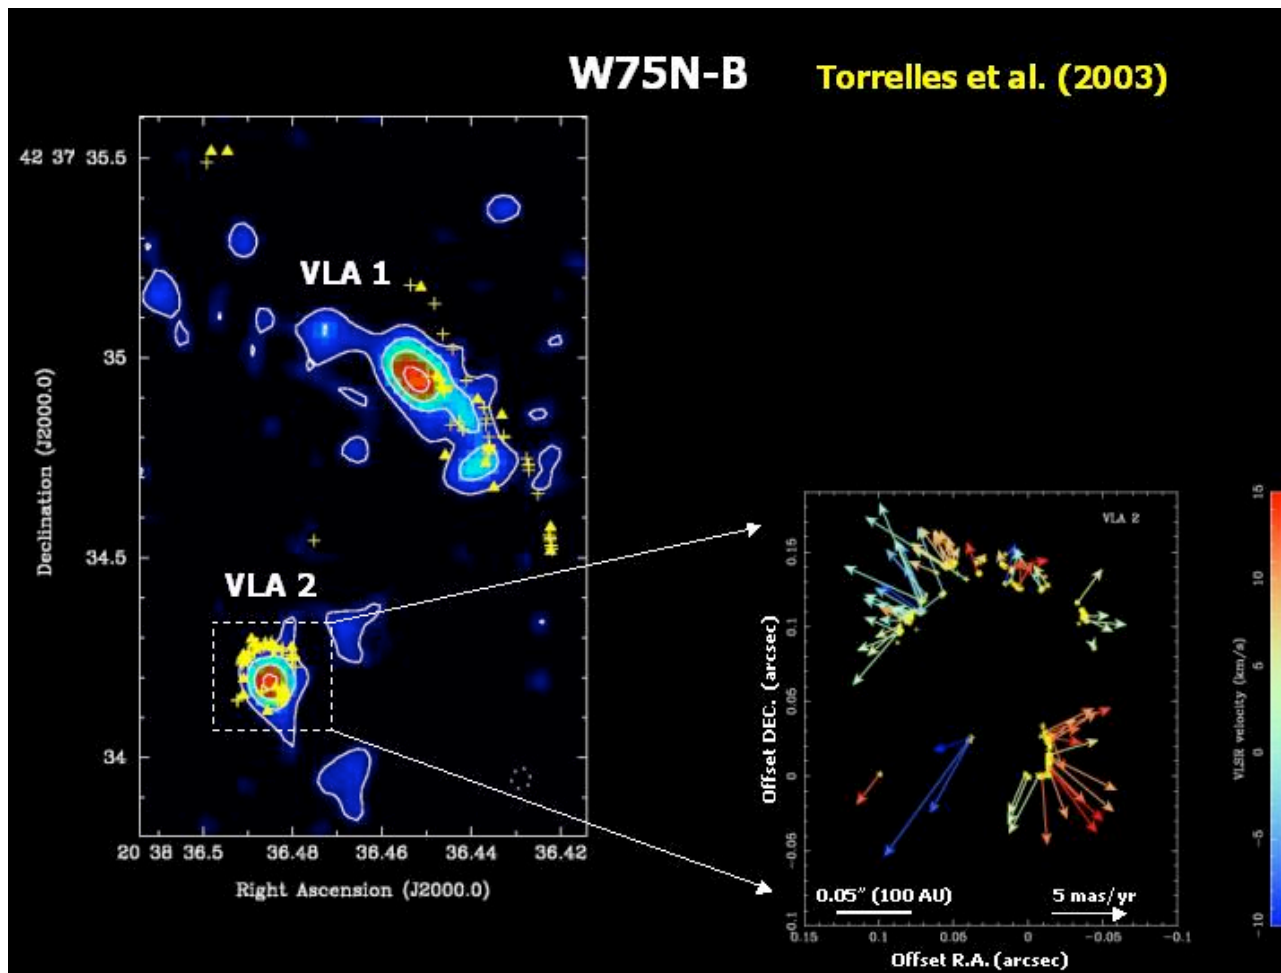 W75N-B Torrelles et al. (2003)
42 37 35.5
VLA 1
35
Declination (J2000.0)
34.5
VLA 2
34
20 38 36.5 36.48 36.46 36.44 36.42
Right Ascension (J2000.0)
VLA 2
0.15
0.1
0.05
0
-0.05
-0.1
Offset DEC. (arcsec)
0.05" (100 AU)
5 mas/yr
0.15 0.1 0.05 0 -0.05 -0.1
Offset R.A. (arcsec)
15
10
5
0
-5
-10
VLSR velocity (km/s)